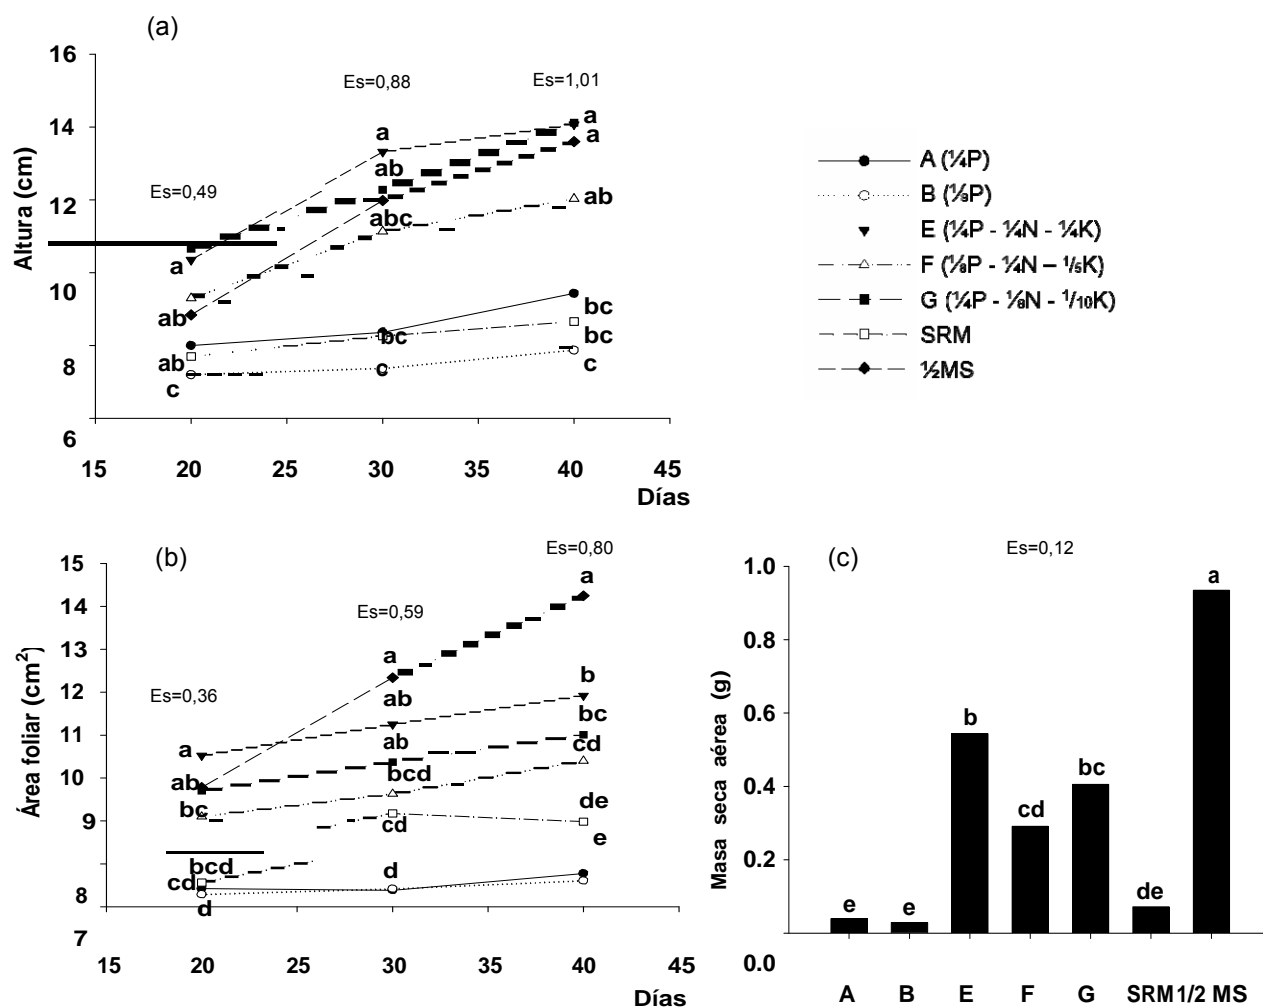 (a)
Altura (cm)
16
14
12
10
8
6
Es=0,49
Es=0,88
Es=1,01
a
ab
ab
c
a
ab
abc
bc
c
a
a
ab
bc
bc
c
15
20
25
30
35
40
45
Días
A (¼P)
B (⅛P)
E (¼P - ¼N - ¼K)
F (⅛P - ¼N – 1/5K)
G (¼P - ⅛N - 1/10K)
SRM
½MS
(b)
Área foliar (cm²)
15
14
13
12
11
10
9
8
7
Es=0,36
Es=0,59
Es=0,80
a
ab
bc
bcd
cd
d
a
ab
ab
bcd
cd
d
a
b
bc
cd
de
e
15
20
25
30
35
40
45
Días
(c)
Es=0,12
Masa seca aérea (g)
1.0
0.8
0.6
0.4
0.2
0.0
e
e
b
cd
bc
de
a
A B E F G SRM 1/2 MS